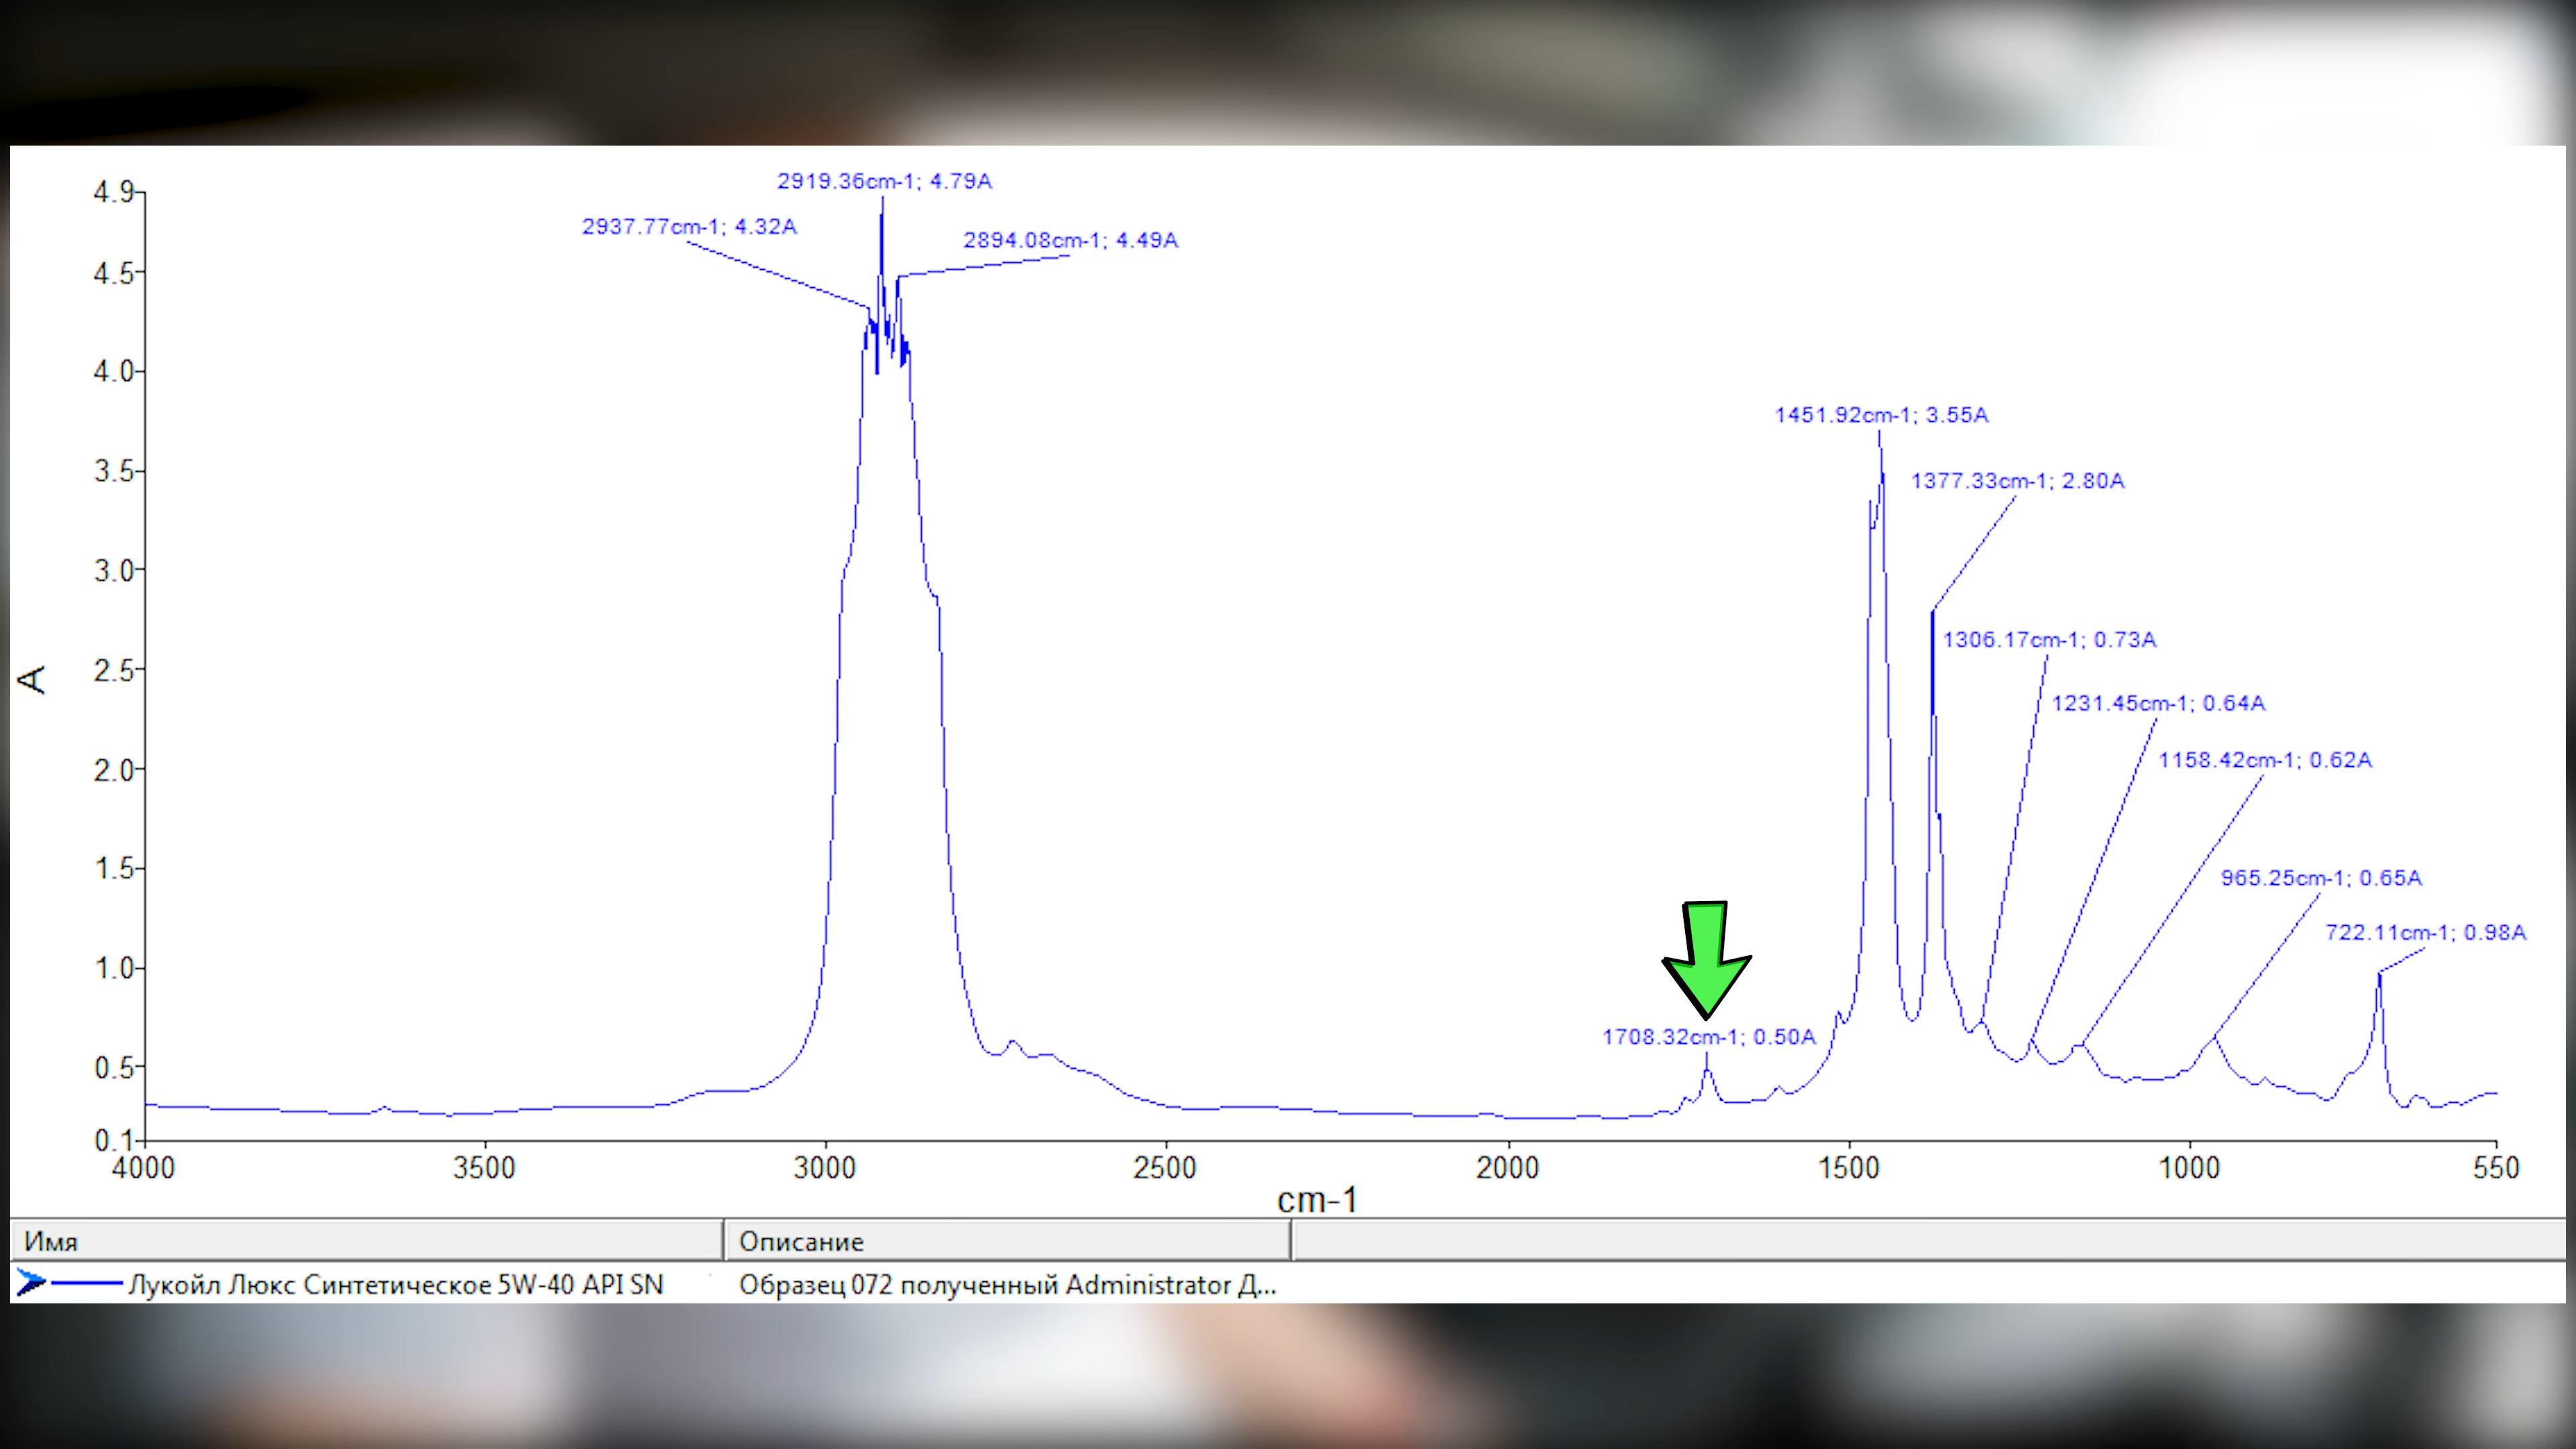 2919.36cm-1; 4.79A
2937.77cm-1; 4.32A
2894.08cm-1; 4.49A
1451.92cm-1; 3.55A
1377.33cm-1; 2.80A
1306.17cm-1; 0.73A
1231.45cm-1; 0.64A
1158.42cm-1; 0.62A
965.25cm-1; 0.65A
722.11cm-1; 0.98A
1708.32cm-1; 0.50A
4.9
4.5
4.0
3.5
3.0
2.5
2.0
1.5
1.0
0.5
0.1
A
4000 3500 3000 2500 2000 1500 1000 550
cm-1
Имя Описание
Лукойл Люкс Синтетическое 5W-40 API SN Образец 072 полученный Administrator Д...